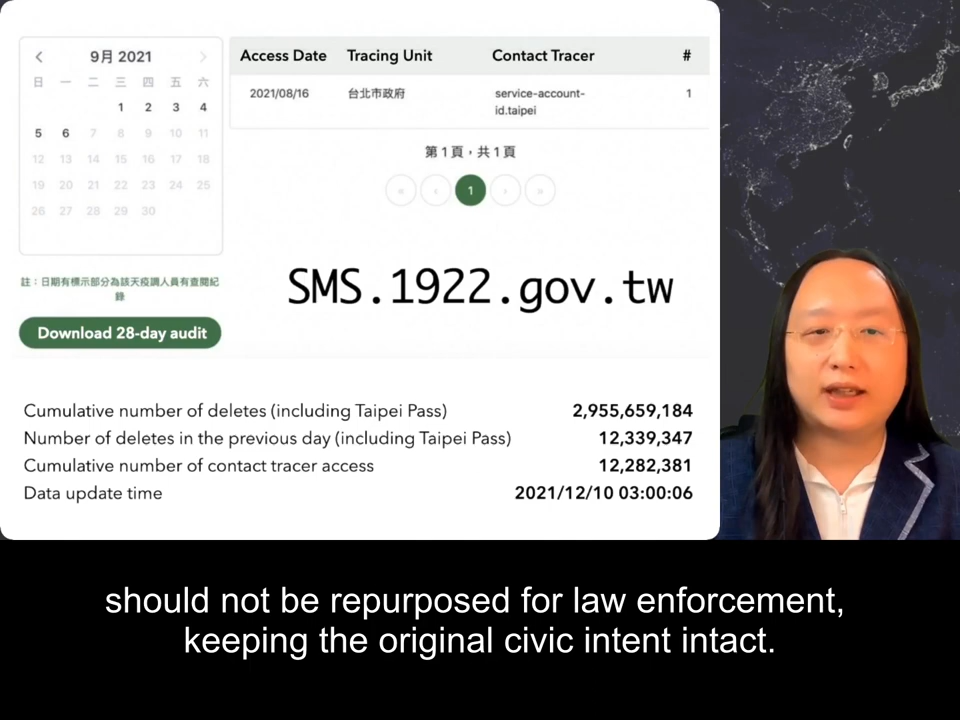 9月 2021
日 一 二 三 四 五 六
1 2 3 4
5 6 7 8 9 10 11
12 13 14 15 16 17 18
19 20 21 22 23 24 25
26 27 28 29 30
註：日期有標示部分為該天疫調人員有查閱紀
錄
Download 28-day audit
Access Date Tracing Unit Contact Tracer #
2021/08/16 台北市政府 service-account-
id.taipei 1
第 1 頁，共 1 頁
« ‹ 1 › »
SMS.1922.gov.tw
Cumulative number of deletes (including Taipei Pass) 2,955,659,184
Number of deletes in the previous day (including Taipei Pass) 12,339,347
Cumulative number of contact tracer access 12,282,381
Data update time 2021/12/10 03:00:06
should not be repurposed for law enforcement,
keeping the original civic intent intact.